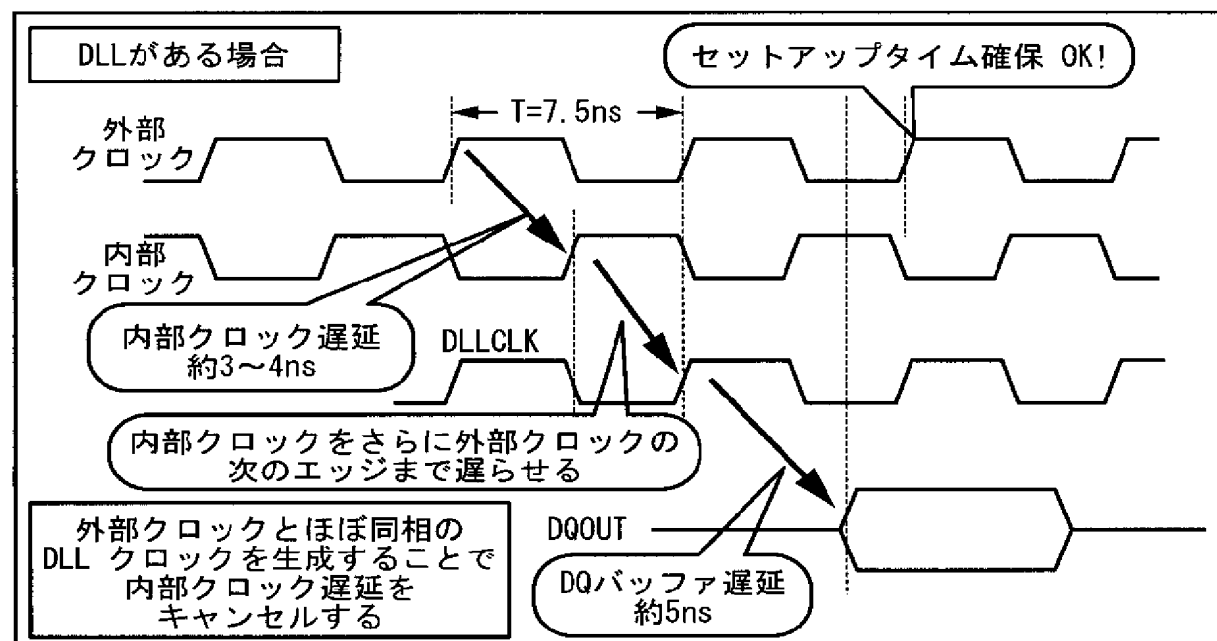 DLLがある場合
セットアップタイム確保 OK!
T=7.5ns
外部
クロック
内部
クロック
内部クロック遅延
約3〜4ns
DLLCLK
内部クロックをさらに外部クロックの
次のエッジまで遅らせる
外部クロックとほぼ同相の
DLL クロックを生成することで
内部クロック遅延を
キャンセルする
DQOUT
DQバッファ遅延
約5ns